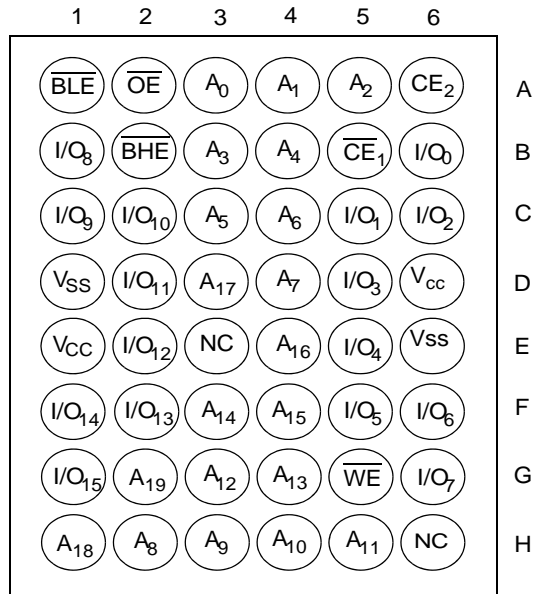 1 2 3 4 5 6
BLE OE A0 A1 A2 CE2 A
I/O8 BHE A3 A4 CE1 I/O0 B
I/O9 I/O10 A5 A6 I/O1 I/O2 C
VSS I/O11 A17 A7 I/O3 Vcc D
VCC I/O12 NC A16 I/O4 Vss E
I/O14 I/O13 A14 A15 I/O5 I/O6 F
I/O15 A19 A12 A13 WE I/O7 G
A18 A8 A9 A10 A11 NC H